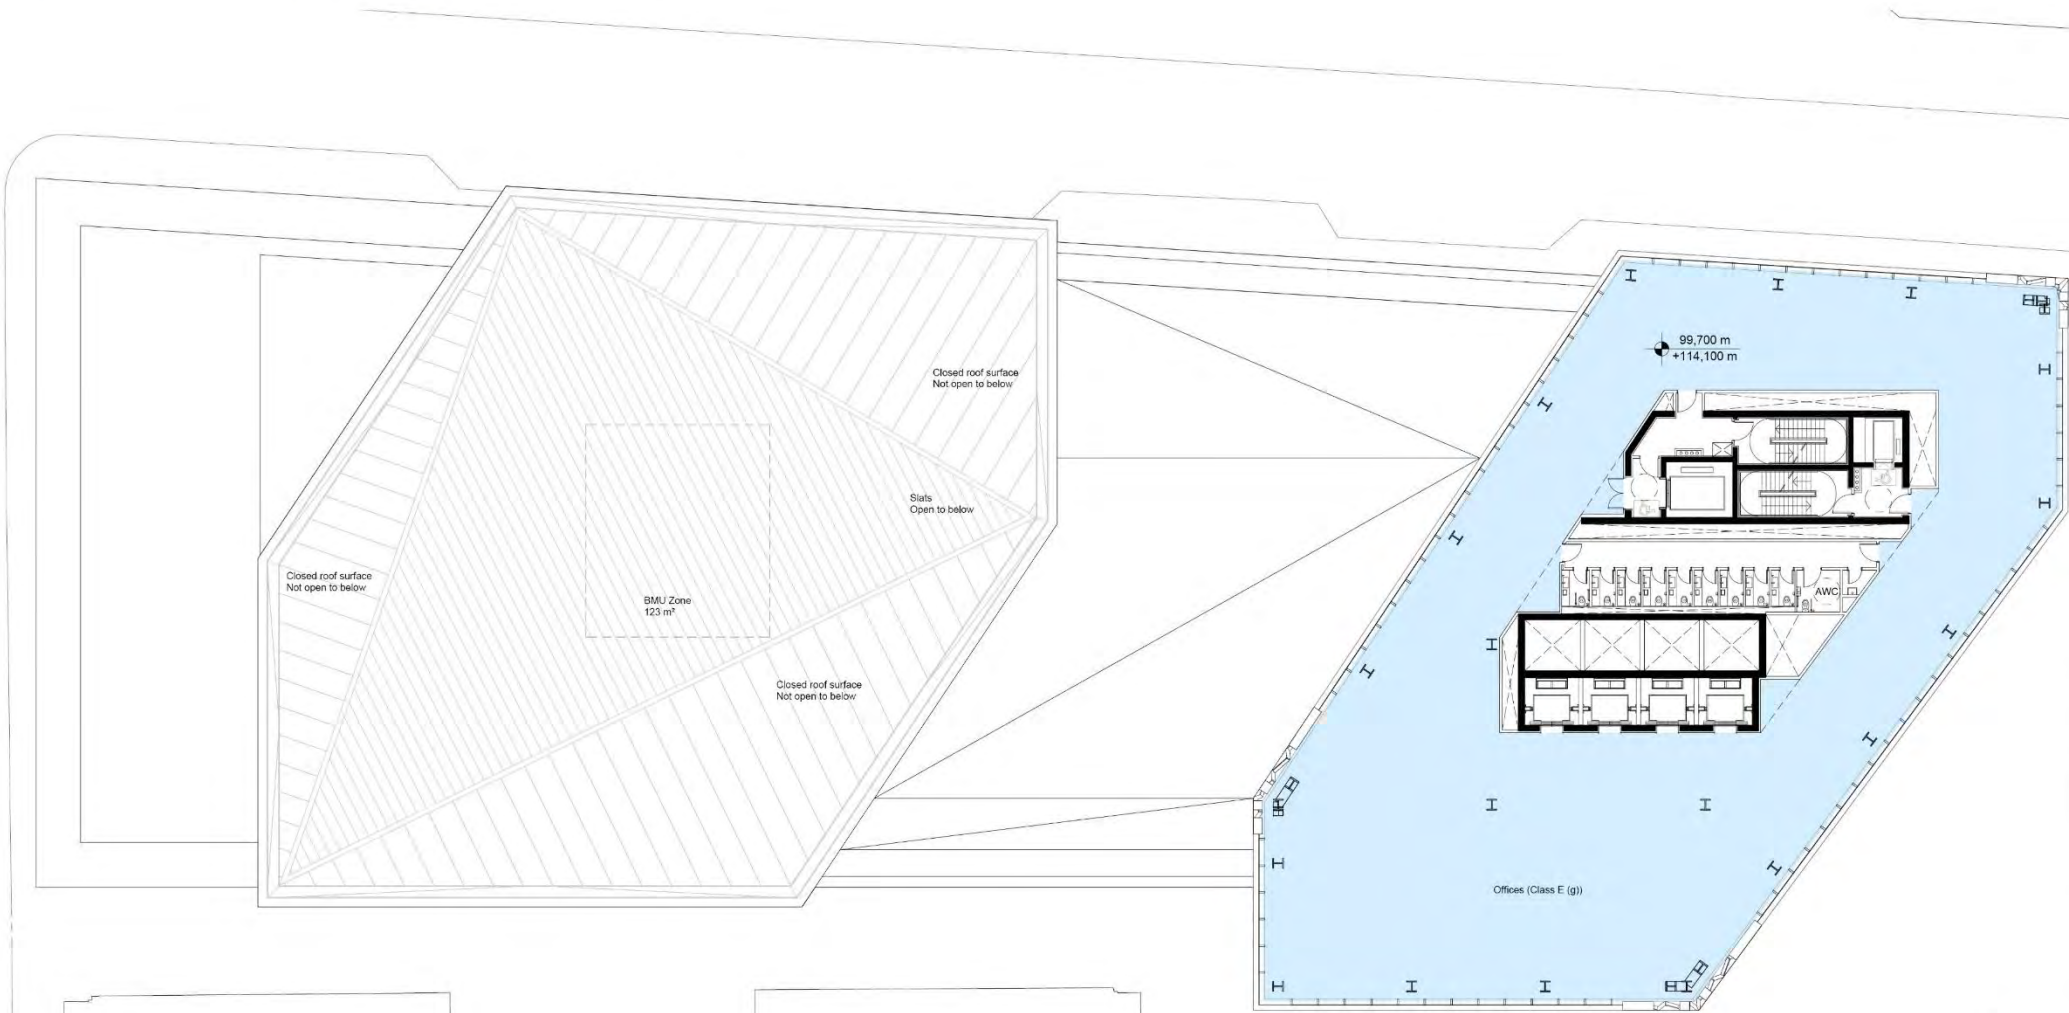 99,700 m
+114,100 m
Closed roof surface
Not open to below
Slats
Open to below
Closed roof surface
Not open to below
AWC
BMU Zone
123 m²
Closed roof surface
Not open to below
Offices (Class E (g))